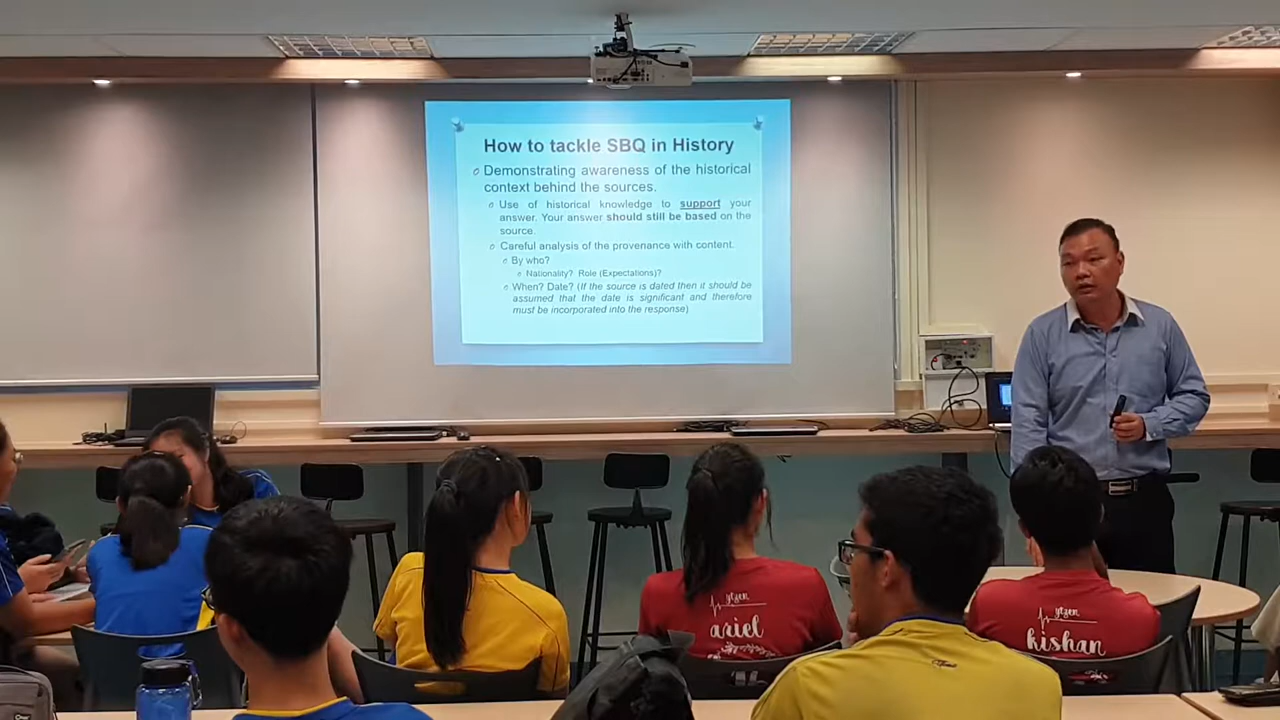 How to tackle SBQ in History
Demonstrating awareness of the historical
context behind the sources.
Use of historical knowledge to support your
answer. Your answer should still be based on the
source.
Careful analysis of the provenance with content.
By who?
Nationality? Role (Expectations)?
When? Date? (If the source is dated then it should be
assumed that the date is significant and therefore
must be incorporated into the response)
ariel
kishan